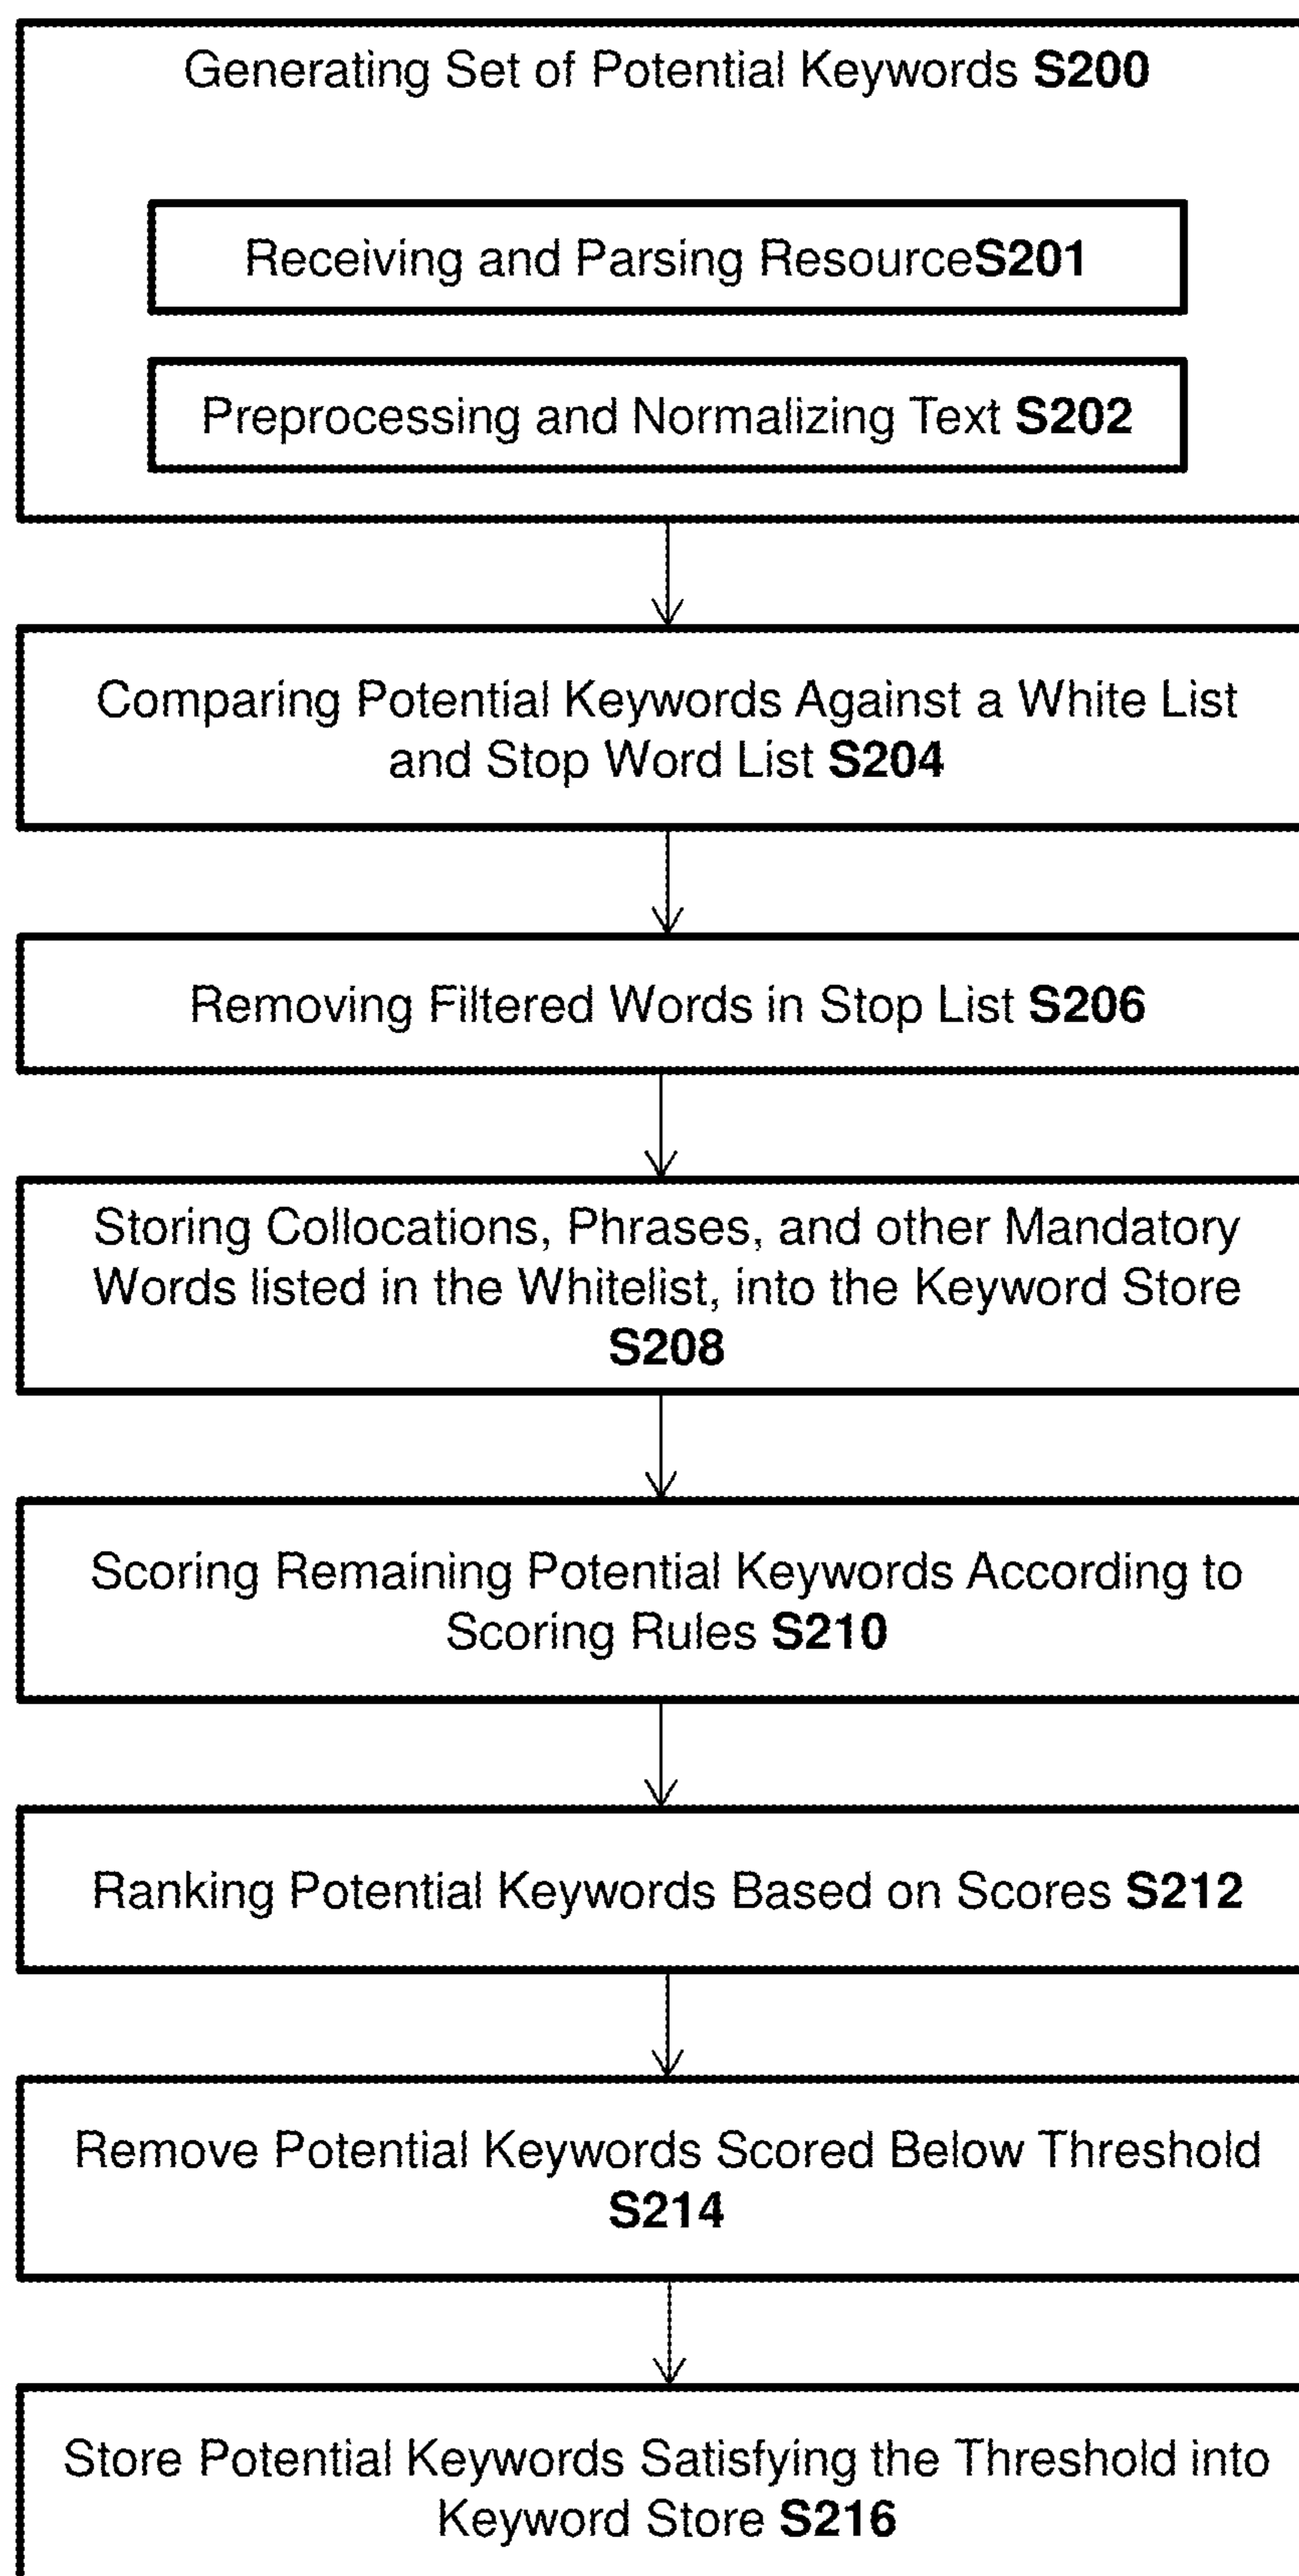 Generating Set of Potential Keywords S200
Receiving and Parsing ResourceS201
Preprocessing and Normalizing Text S202
Comparing Potential Keywords Against a White List
and Stop Word List S204
Removing Filtered Words in Stop List S206
Storing Collocations, Phrases, and other Mandatory
Words listed in the Whitelist, into the Keyword Store
S208
Scoring Remaining Potential Keywords According to
Scoring Rules S210
Ranking Potential Keywords Based on Scores S212
Remove Potential Keywords Scored Below Threshold
S214
Store Potential Keywords Satisfying the Threshold into
Keyword Store S216